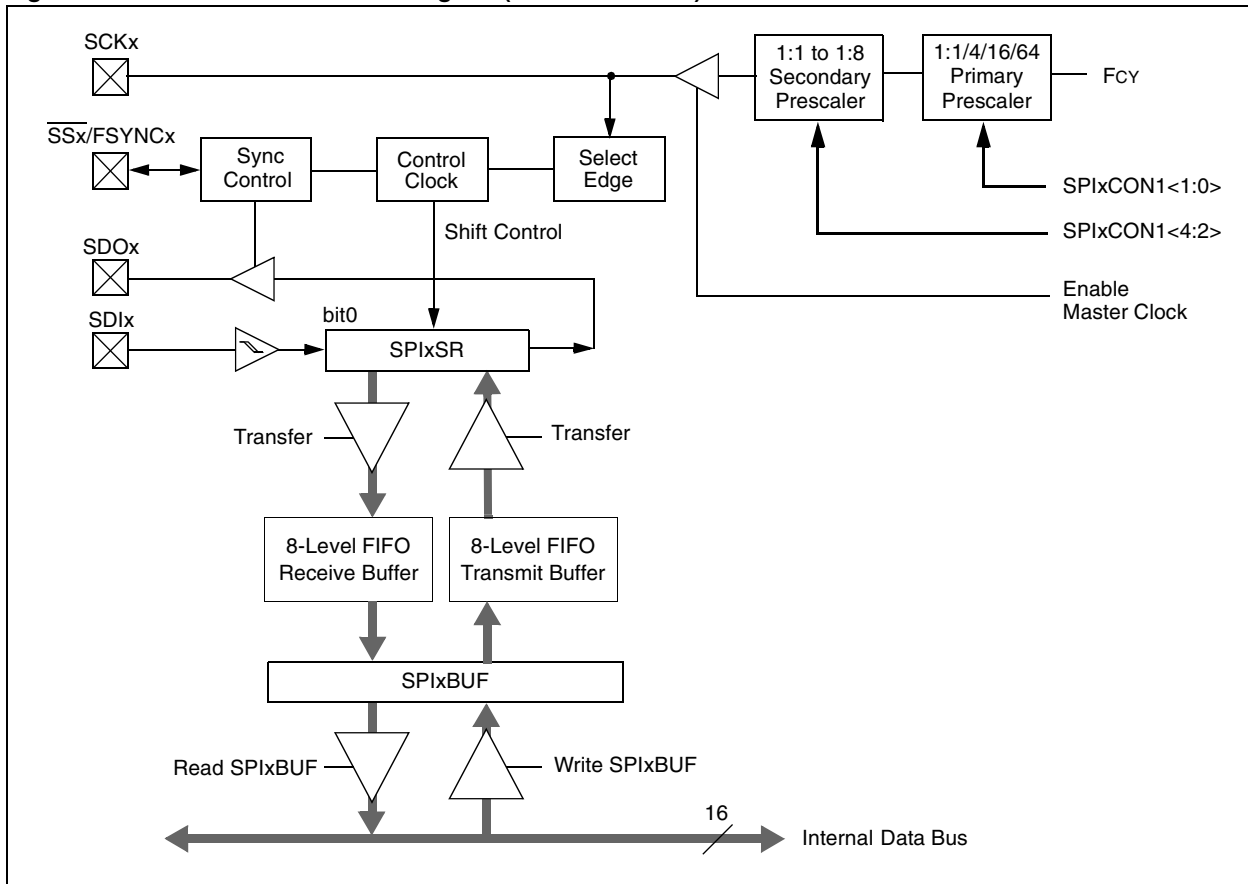 SCKx
1:1 to 1:8
Secondary
Prescaler
1:1/4/16/64
Primary
Prescaler
FCY
SSx/FSYNCx
Sync
Control
Control
Clock
Select
Edge
SPIxCON1<1:0>
Shift Control
SPIxCON1<4:2>
SDOx
Enable
Master Clock
SDIx
bit0
SPIxSR
Transfer
Transfer
8-Level FIFO
Receive Buffer
8-Level FIFO
Transmit Buffer
SPIxBUF
Read SPIxBUF
Write SPIxBUF
16
Internal Data Bus